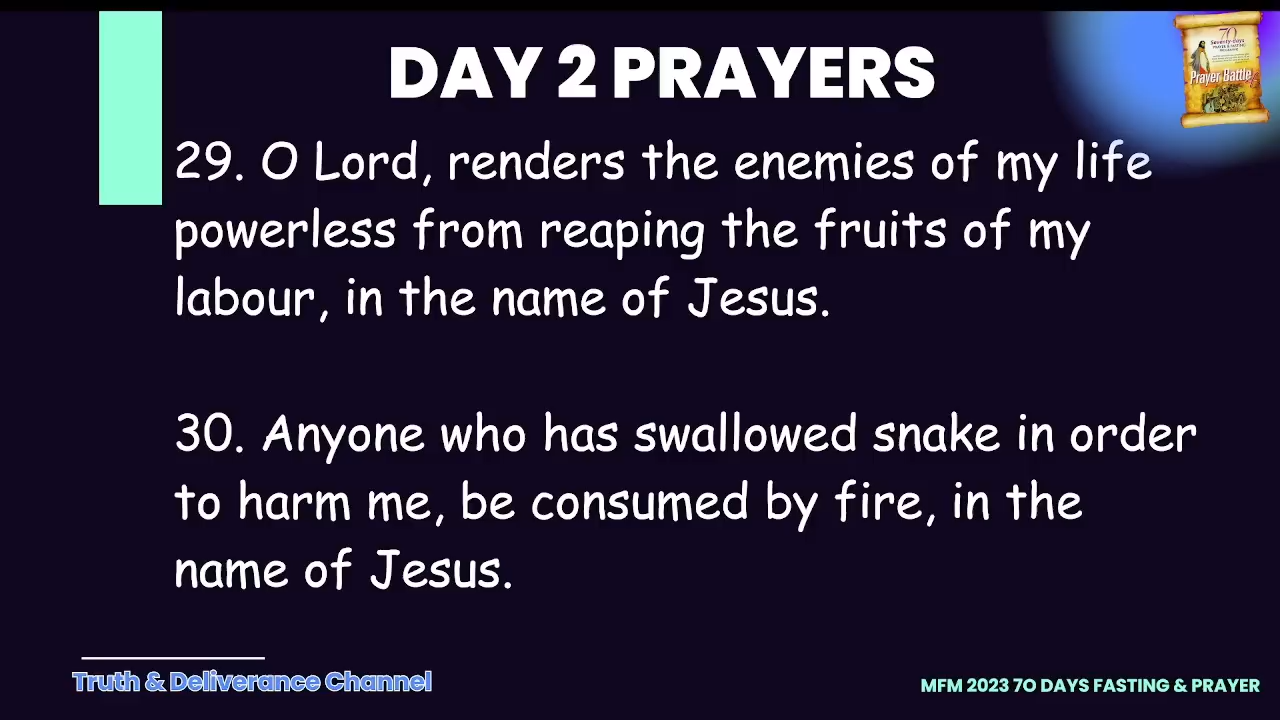 DAY 2 PRAYERS
70
Prayer Battle
29. O Lord, renders the enemies of my life
powerless from reaping the fruits of my
labour, in the name of Jesus.
30. Anyone who has swallowed snake in order
to harm me, be consumed by fire, in the
name of Jesus.
Truth & Deliverance Channel
MFM 2023 7O DAYS FASTING & PRAYER